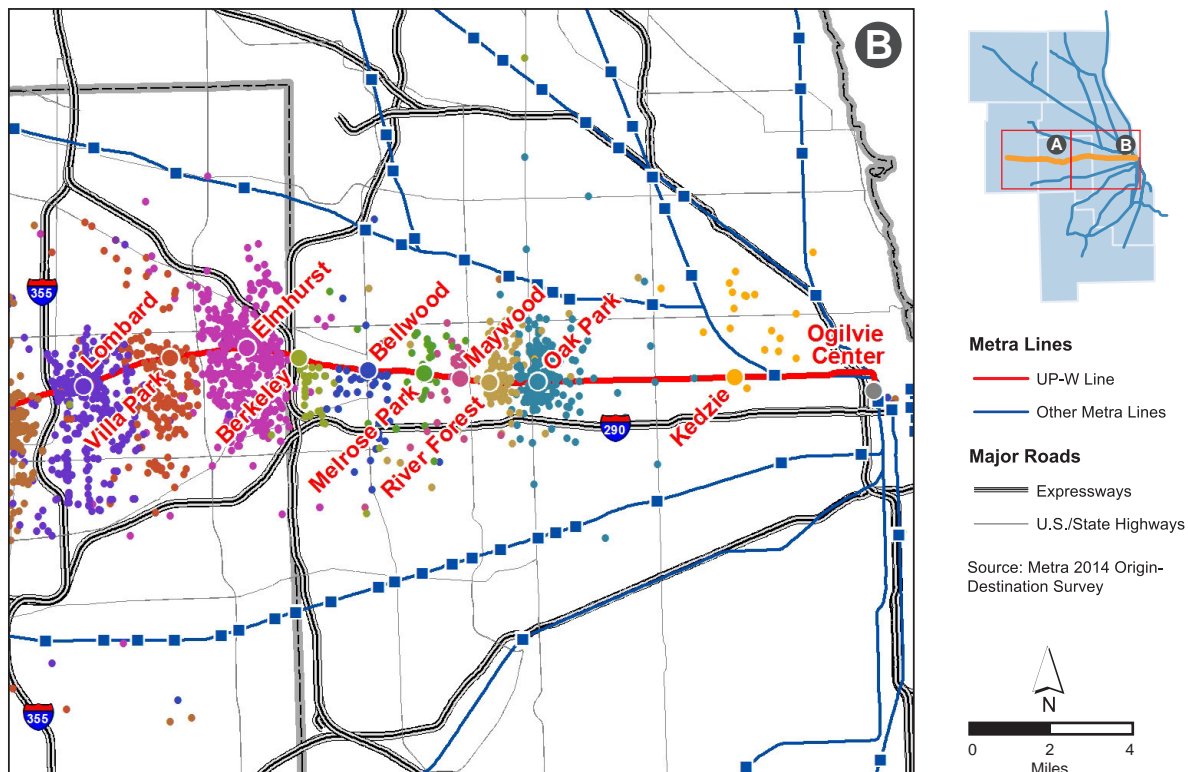 B
355
Lombard
Villa Park
Elmhurst
Berkeley
Bellwood
Melrose Park
Maywood
River Forest
Oak Park
Kedzie
Ogilvie
Center
290
355
A
B
Metra Lines
UP-W Line
Other Metra Lines
Major Roads
Expressways
U.S./State Highways
Source: Metra 2014 Origin-
Destination Survey
N
0 2 4
Miles